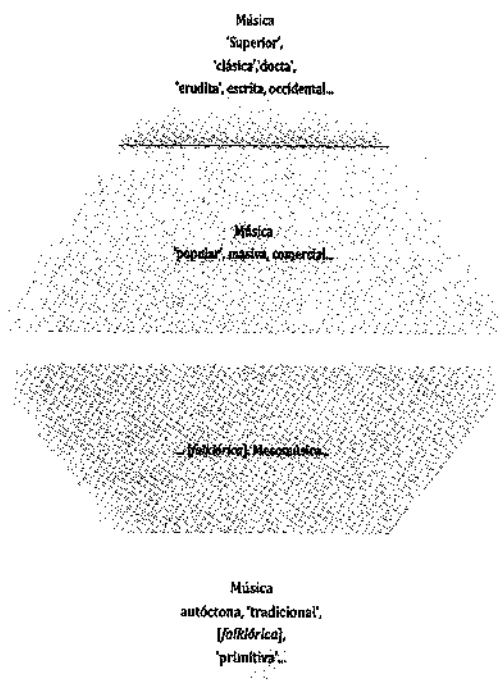 Música
'Superior',
'clásica','docta',
'erudita', escrita, occidental...
Música
'popular', masiva, comercial...
... [folklórica], Mesomúsica...
Música
autóctona, 'tradicional',
[folklórica],
'primitiva'...